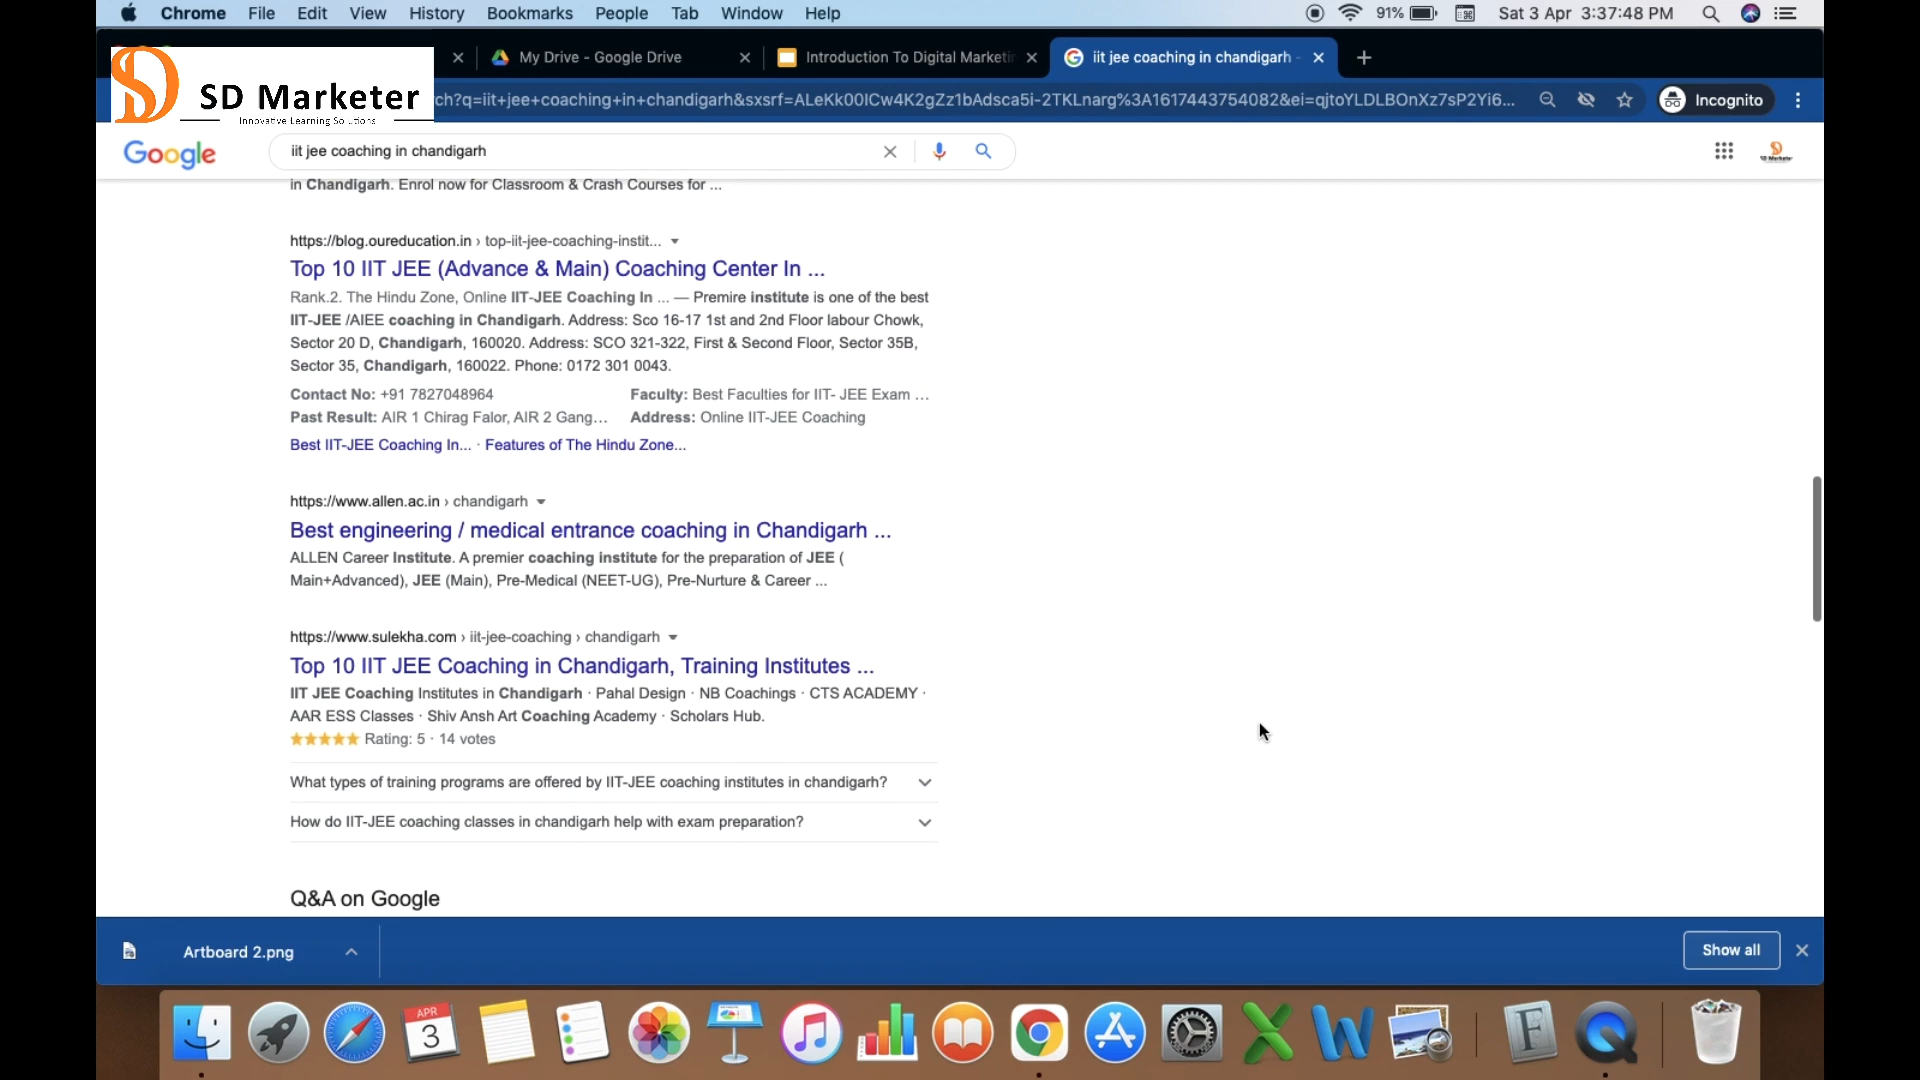 Chrome File Edit View History Bookmarks People Tab Window Help 91% Sat 3 Apr 3:37:48 PM
SD Marketer
Innovative Learning Solutions
My Drive - Google Drive
Introduction To Digital Marketin
iit jee coaching in chandigarh -
ch?q=iit+jee+coaching+in+chandigarh&sxsrf=ALeKk00ICw4K2gZz1bAdsca5i-2TKLnarg%3A1617443754082&ei=qjtoYLDLBOnXz7sP2Yi6...
Incognito
Google
iit jee coaching in chandigarh
SD Marketer
in Chandigarh. Enrol now for Classroom & Crash Courses for ...
https://blog.oureducation.in › top-iit-jee-coaching-instit...
Top 10 IIT JEE (Advance & Main) Coaching Center In ...
Rank.2. The Hindu Zone, Online IIT-JEE Coaching In ... — Premire institute is one of the best
IIT-JEE /AIEE coaching in Chandigarh. Address: Sco 16-17 1st and 2nd Floor labour Chowk,
Sector 20 D, Chandigarh, 160020. Address: SCO 321-322, First & Second Floor, Sector 35B,
Sector 35, Chandigarh, 160022. Phone: 0172 301 0043.
Contact No: +91 7827048964 Faculty: Best Faculties for IIT- JEE Exam ...
Past Result: AIR 1 Chirag Falor, AIR 2 Gang... Address: Online IIT-JEE Coaching
Best IIT-JEE Coaching In... · Features of The Hindu Zone...
https://www.allen.ac.in › chandigarh
Best engineering / medical entrance coaching in Chandigarh ...
ALLEN Career Institute. A premier coaching institute for the preparation of JEE (
Main+Advanced), JEE (Main), Pre-Medical (NEET-UG), Pre-Nurture & Career ...
https://www.sulekha.com › iit-jee-coaching › chandigarh
Top 10 IIT JEE Coaching in Chandigarh, Training Institutes ...
IIT JEE Coaching Institutes in Chandigarh · Pahal Design · NB Coachings · CTS ACADEMY ·
AAR ESS Classes · Shiv Ansh Art Coaching Academy · Scholars Hub.
Rating: 5 · 14 votes
What types of training programs are offered by IIT-JEE coaching institutes in chandigarh?
How do IIT-JEE coaching classes in chandigarh help with exam preparation?
Q&A on Google
Artboard 2.png
Show all
APR
3